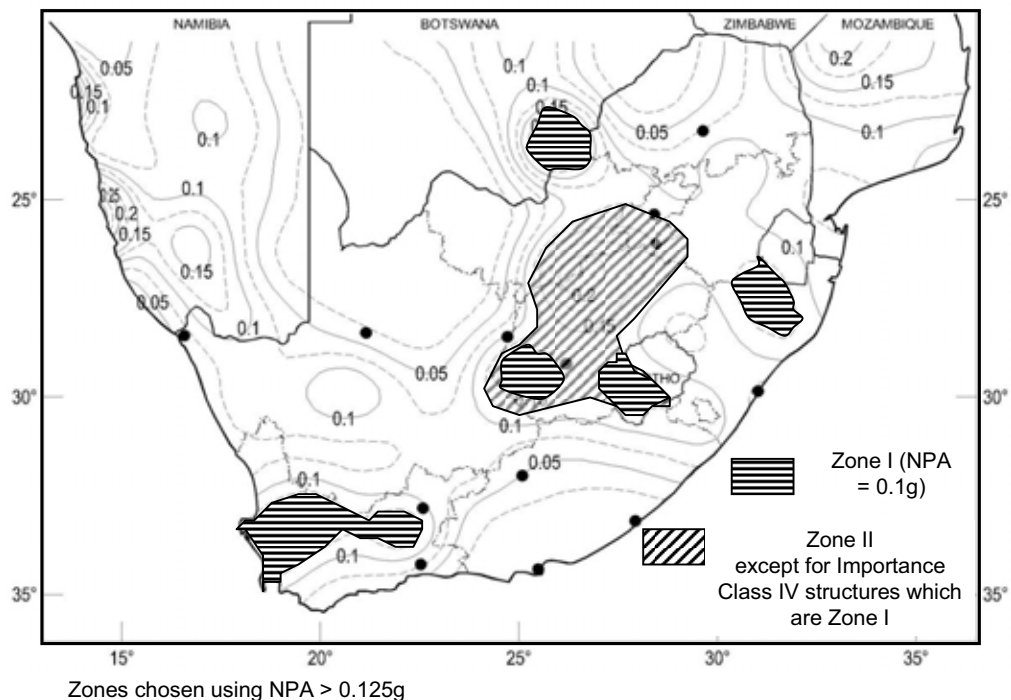 NAMIBIA BOTSWANA ZIMBABWE MOZAMBIQUE
0.05
0.15
0.1
0.1
0.1
0.1
0.15
0.05
0.2
0.15
0.1
25° 25°
0.1
0.2
0.15
0.15
0.05
0.1
0.1
0.2
0.15
0.05
THO
30° 30°
0.1
0.1
0.05
0.1
0.1
Zone I (NPA
= 0.1g)
Zone II
except for Importance
Class IV structures which
are Zone I
35° 35°
15° 20° 25° 30° 35°
Zones chosen using NPA > 0.125g